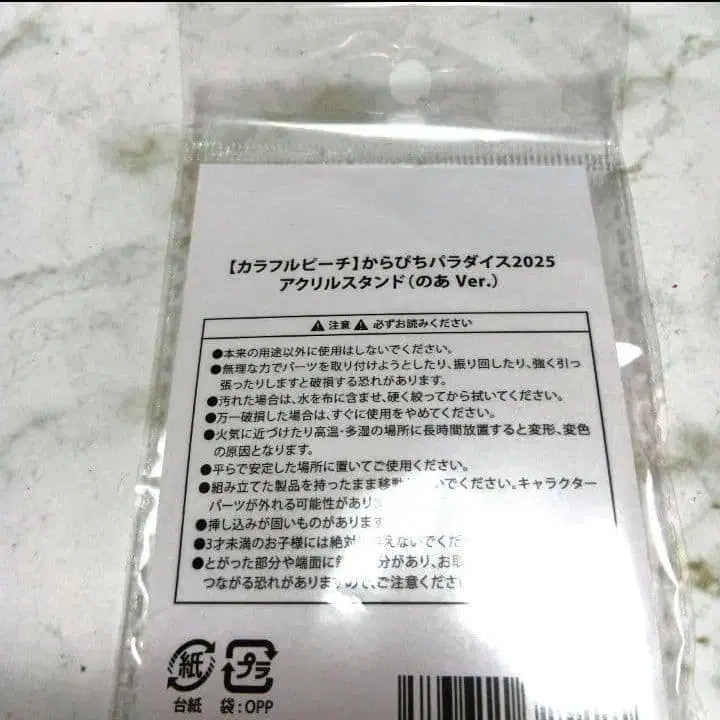 【カラフルピーチ】からぴちパラダイス2025
アクリルスタンド(のあ Ver.)
⚠注意⚠必ずお読みください
●本来の用途以外に使用はしないでください。
●無理な力でパーツを取り付けようとしたり、振り回したり、強く引っ
張ったりしますと破損する恐れがあります。
●汚れた場合は、水を布に含ませ、硬く絞ってから拭いてください。
●万一破損した場合は、すぐに使用をやめてください。
●火気に近づけたり高温・多湿の場所に長時間放置すると変形、変色
の原因となります。
●平らで安定した場所に置いてご使用ください。
●組み立てた製品を持ったまま移動 いでください。キャラクター
パーツが外れる可能性があり
●挿し込みが固いものがあります
●3才未満のお子様には絶対 えないでくだ
●とがった部分や端面に 分があり、お取
つながる恐れがありますので、ご注意くださ
紙 プラ
台紙 袋:OPP